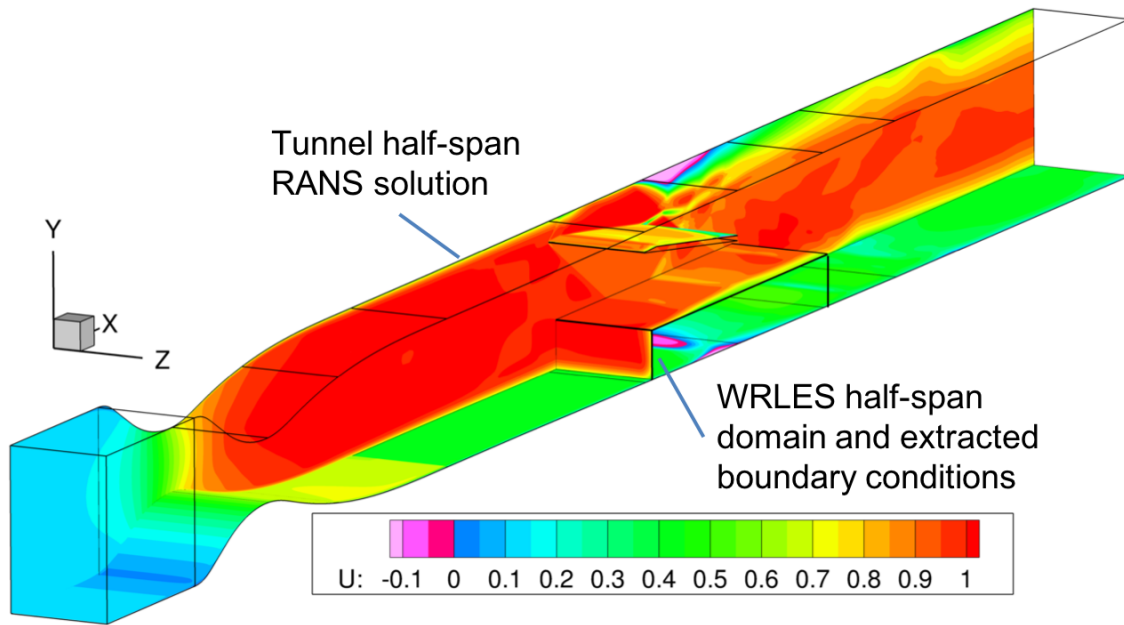 Tunnel half-span
RANS solution
Y
X
Z
WRLES half-span
domain and extracted
boundary conditions
U: -0.1 0 0.1 0.2 0.3 0.4 0.5 0.6 0.7 0.8 0.9 1